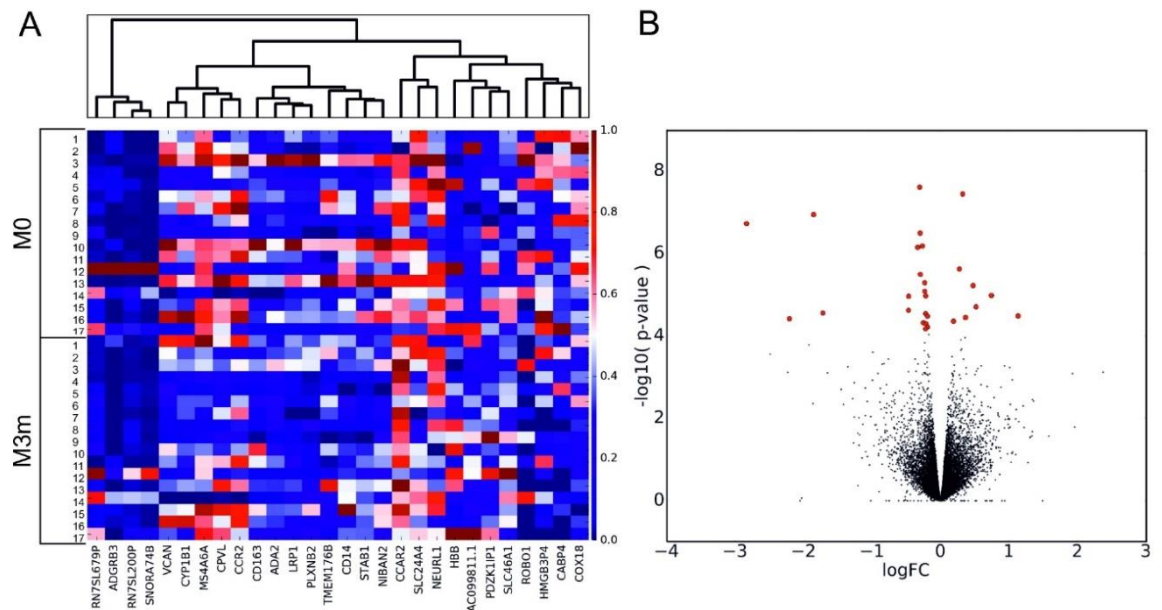 A
B
M0
1
2
3
4
5
6
7
8
9
10
11
12
13
14
15
16
17
M3m
1
2
3
4
5
6
7
8
9
10
11
12
13
14
15
16
17
1.0
0.8
0.6
0.4
0.2
0.0
RN7SL679P
ADGRB3
RN7SL200P
SNORA74B
VCAN
CYP1B1
MS4A6A
CPVL
CCR2
CD163
ADA2
LRP1
PLXNB2
TMEM176B
CD14
STAB1
NIBAN2
CCAR2
SLC24A4
NEURL1
HBB
AC099811.1
PDZK1IP1
SLC46A1
ROBO1
HMGB3P4
CABP4
COX18
-log10( p-value )
8
6
4
2
0
−4
−3
−2
−1
0
1
2
3
logFC